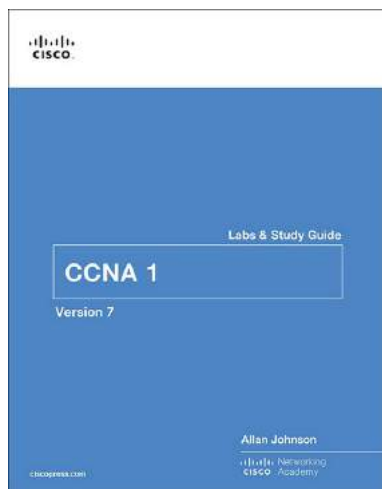 CISCO
Labs & Study Guide
CCNA 1
Version 7
Allan Johnson
Networking
CISCO Academy
ciscopress.com